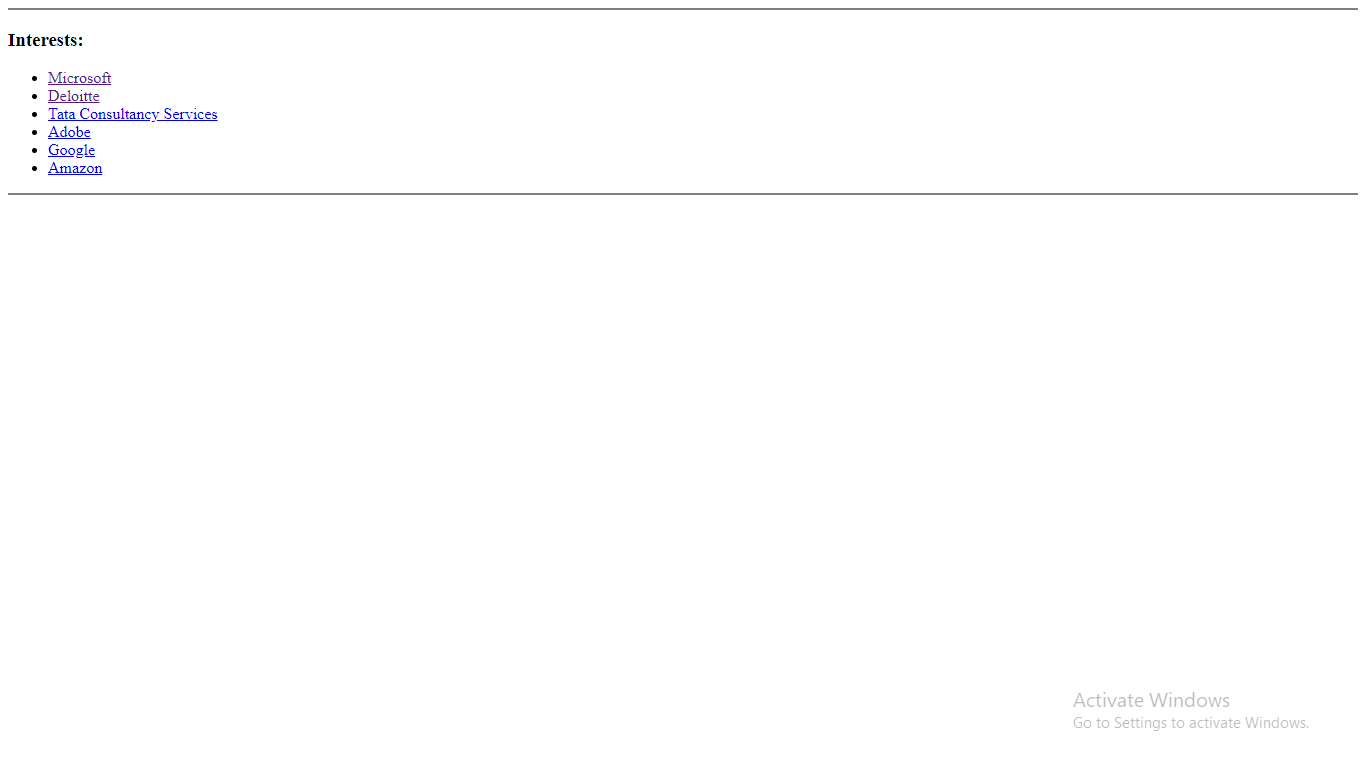 Interests:
Microsoft
Deloitte
Tata Consultancy Services
Adobe
Google
Amazon
Activate Windows
Go to Settings to activate Windows.